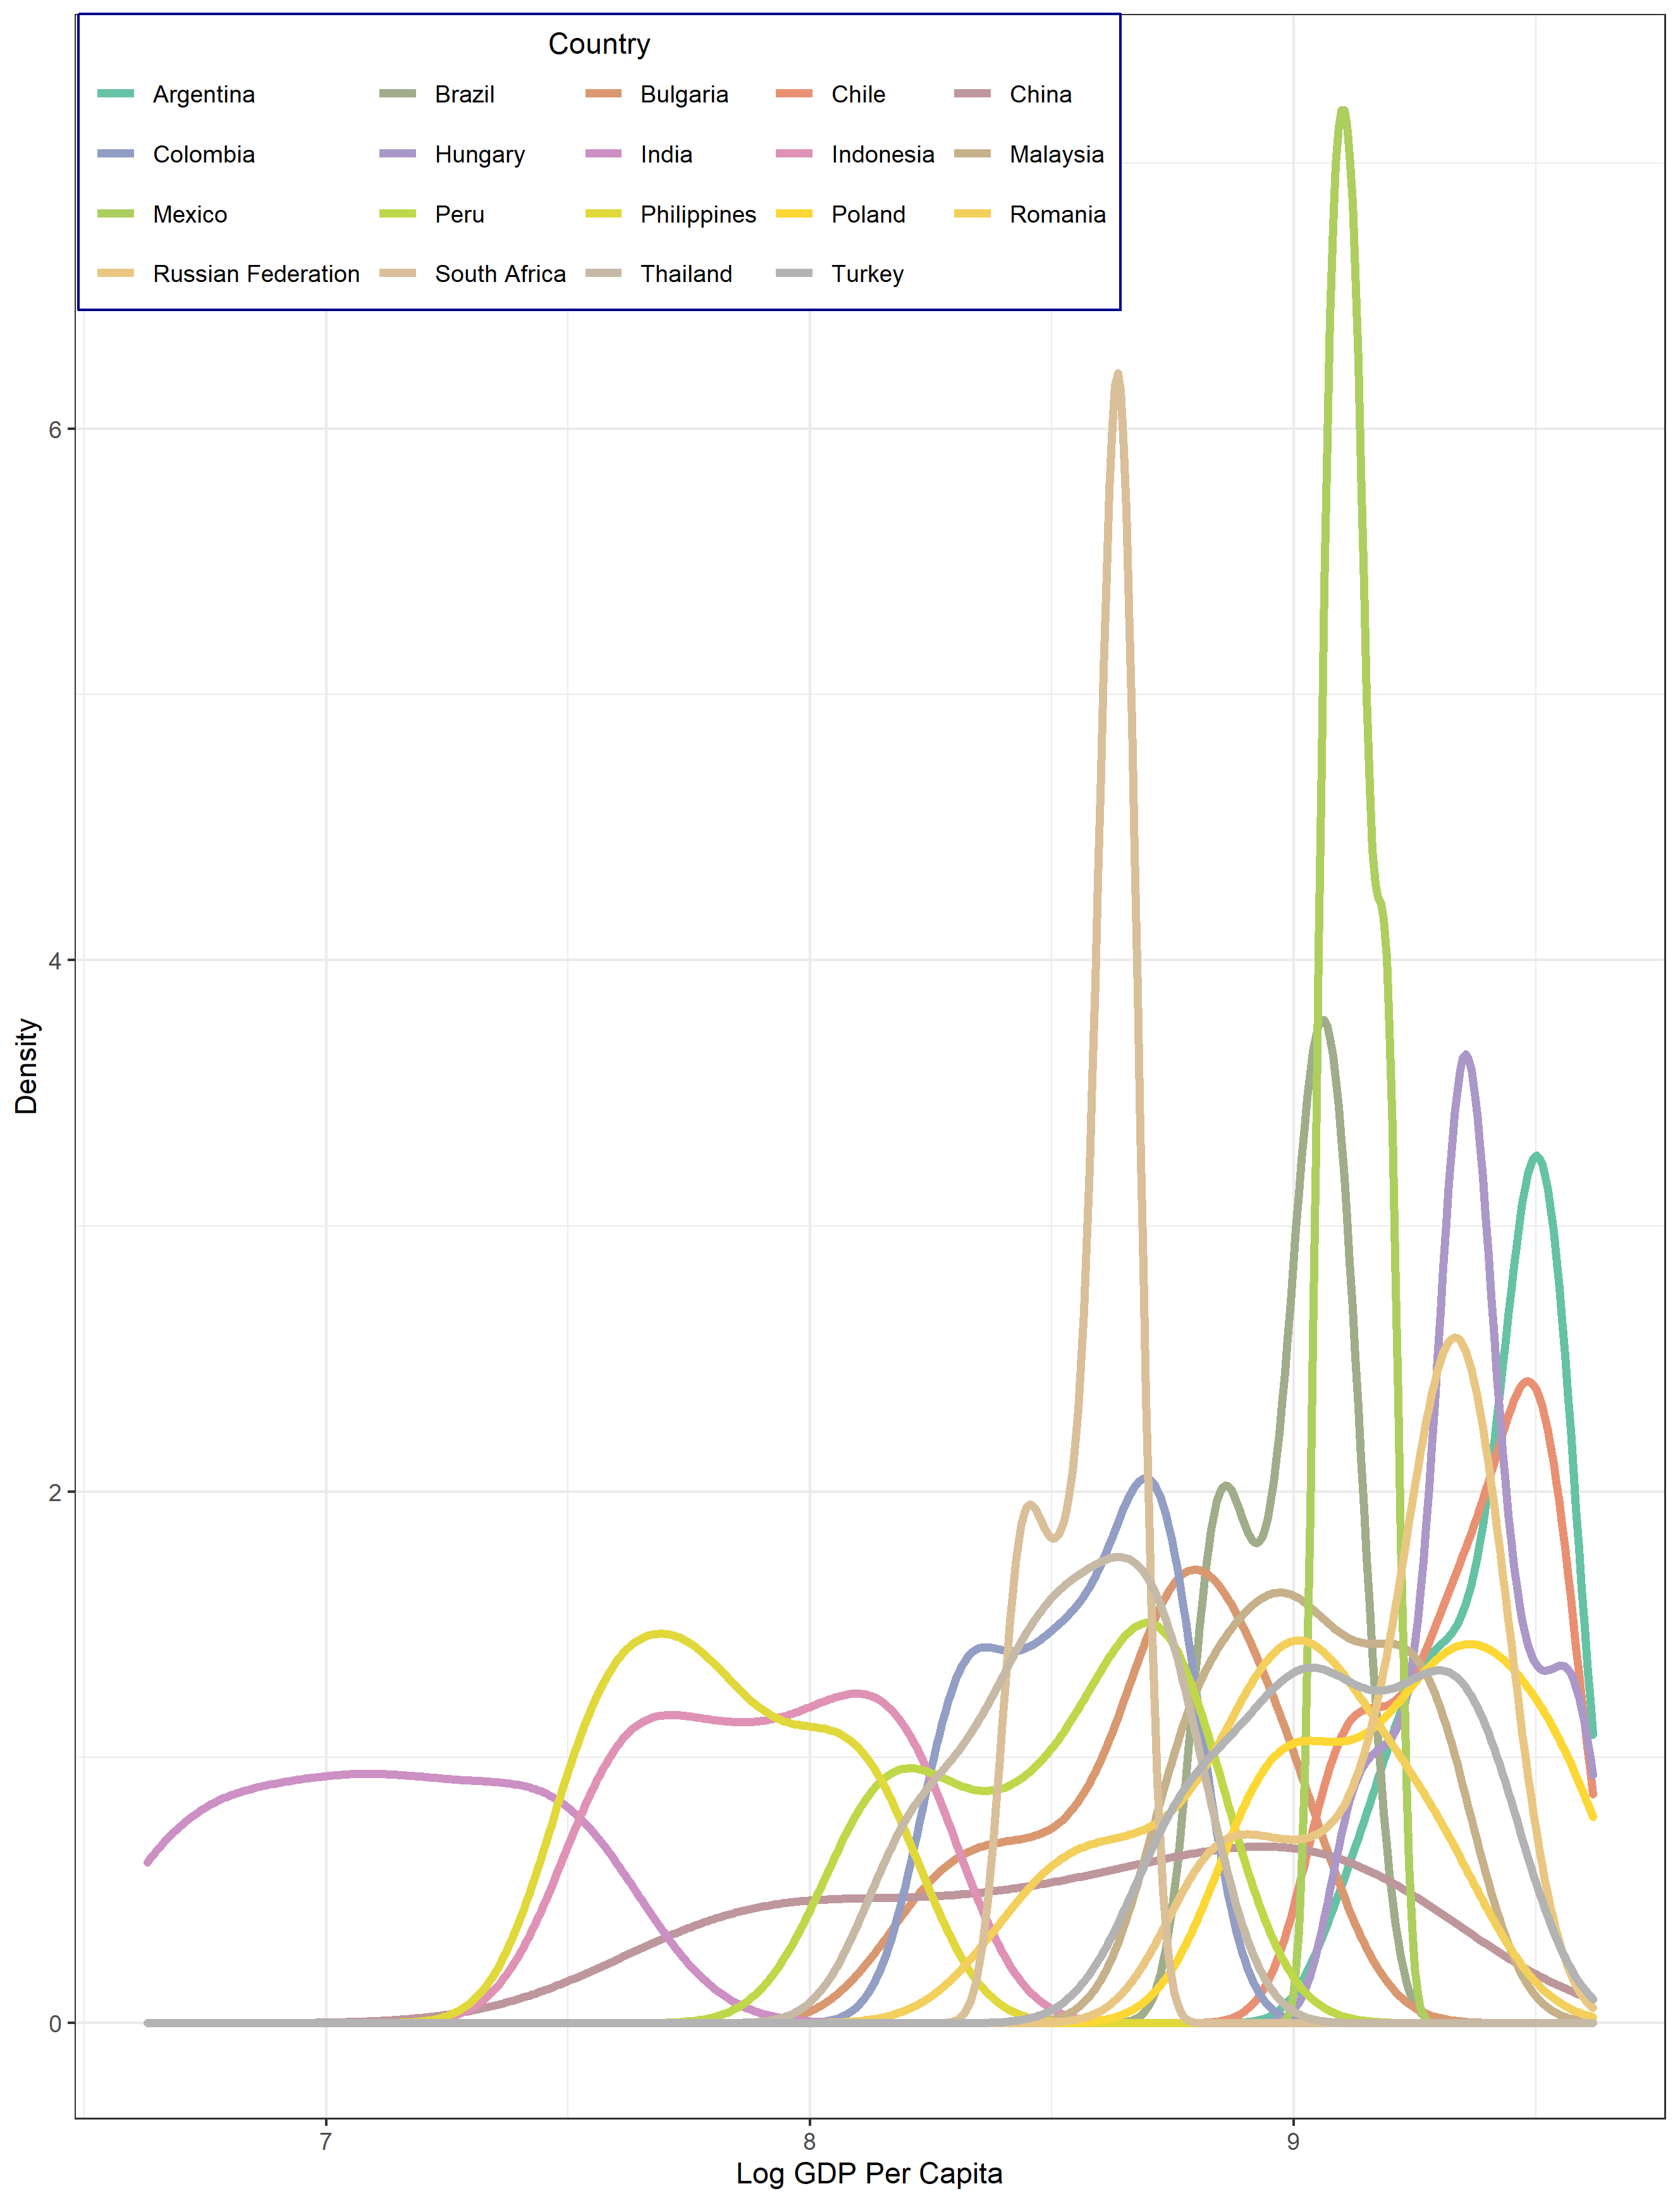 Country
Argentina Brazil Bulgaria Chile China
Colombia Hungary India Indonesia Malaysia
Mexico Peru Philippines Poland Romania
Russian Federation South Africa Thailand Turkey
6
4
2
0
Density
7 8 9
Log GDP Per Capita